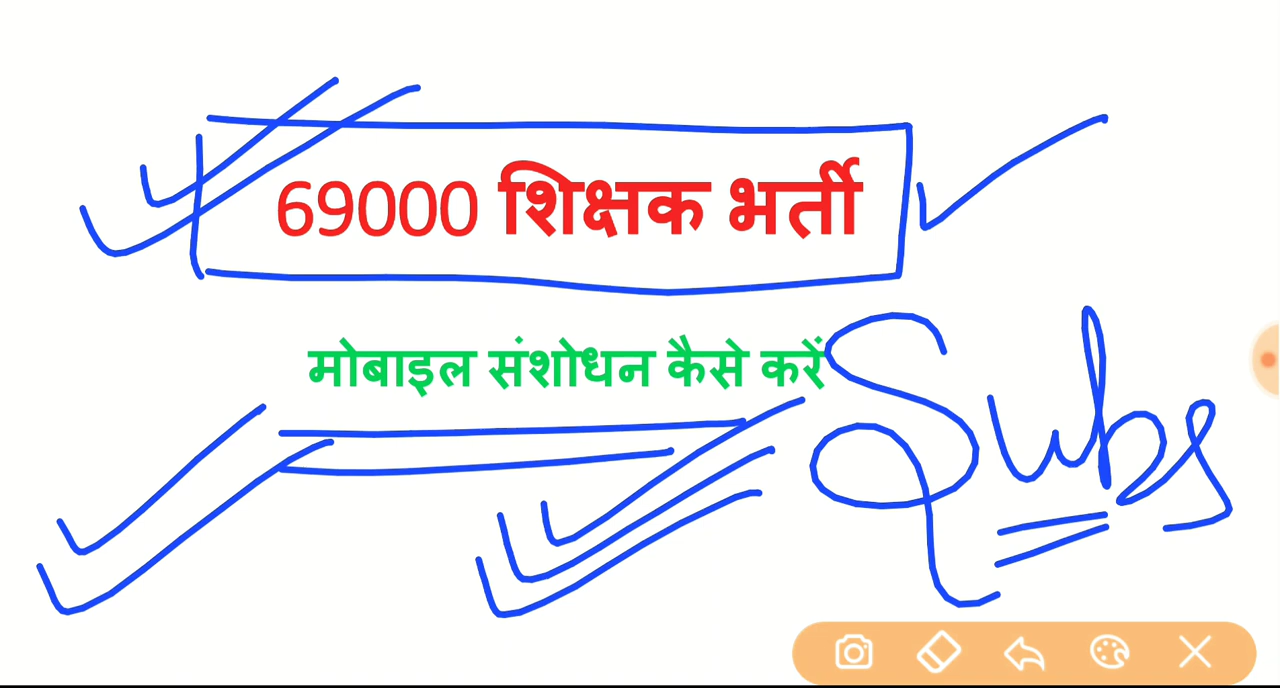 69000 शिक्षक भर्ती
मोबाइल संशोधन कैसे करें
Subs